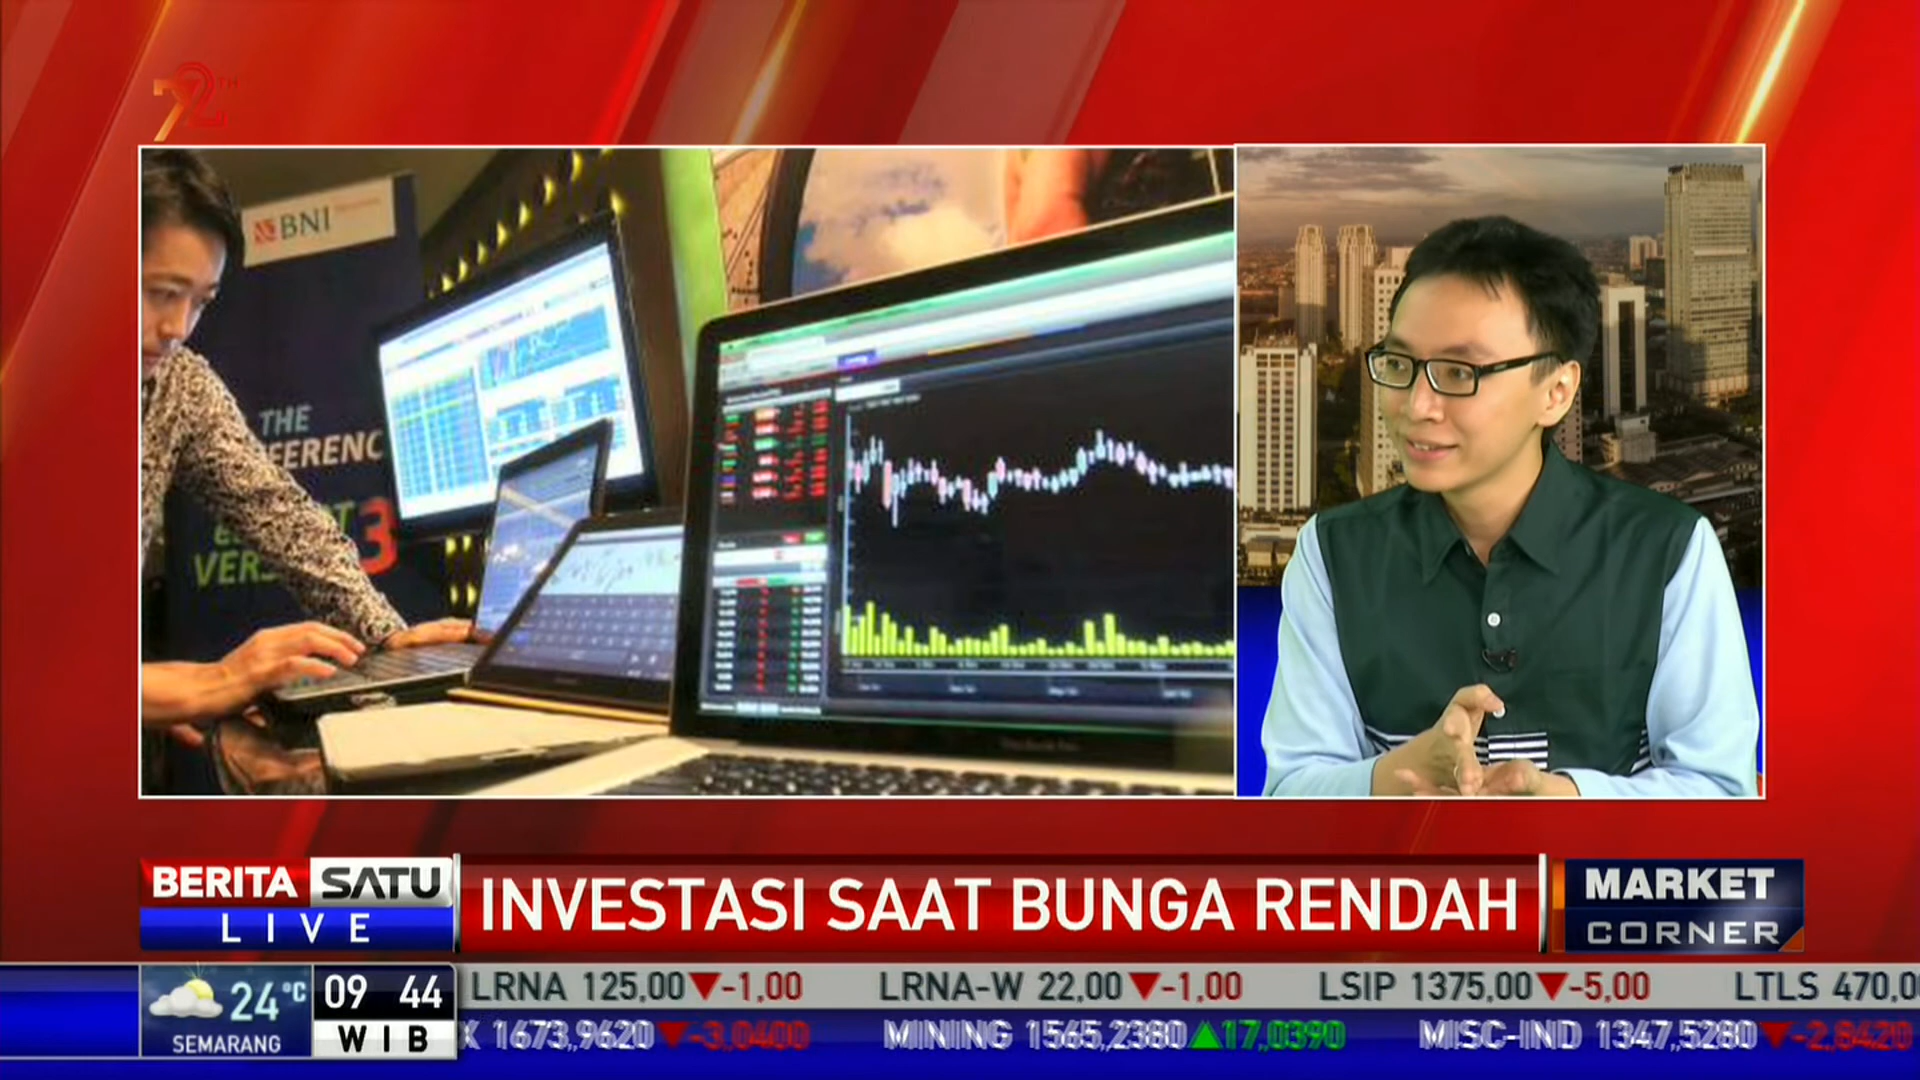 72TH
BNI
THE
VERS
3
BERITA SATU
LIVE
INVESTASI SAAT BUNGA RENDAH
MARKET
CORNER
24°C
SEMARANG
09 44
WIB
LRNA 125,00▼-1,00 LRNA-W 22,00▼-1,00 LSIP 1375,00▼-5,00 LTLS 470,0
X 1673,9620▼-3,0400 MINING 1565,2380▲17,0390 MISC-IND 1347,5280▼-2,8420